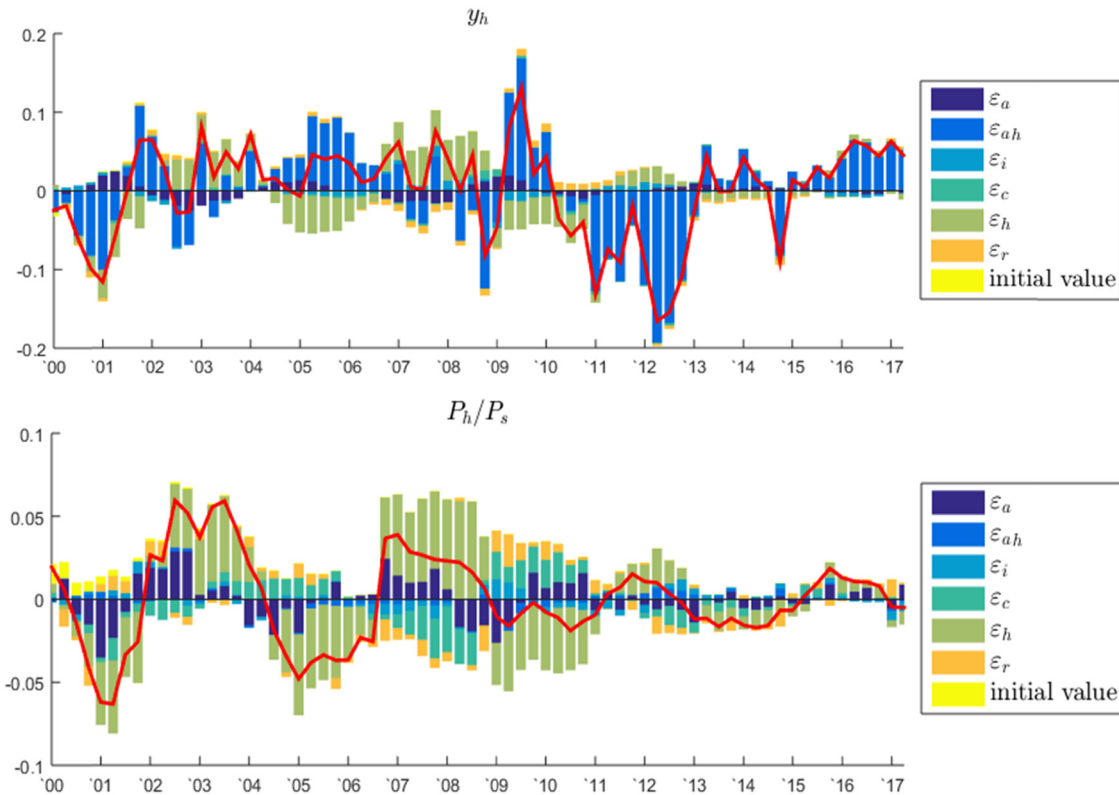 y_h
0.2
0.1
0
-0.1
-0.2
`00 `01 `02 `03 `04 `05 `06 `07 `08 `09 `10 `11 `12 `13 `14 `15 `16 `17
ε_a
ε_ah
ε_i
ε_c
ε_h
ε_r
initial value
P_h/P_s
0.1
0.05
0
-0.05
-0.1
`00 `01 `02 `03 `04 `05 `06 `07 `08 `09 `10 `11 `12 `13 `14 `15 `16 `17
ε_a
ε_ah
ε_i
ε_c
ε_h
ε_r
initial value